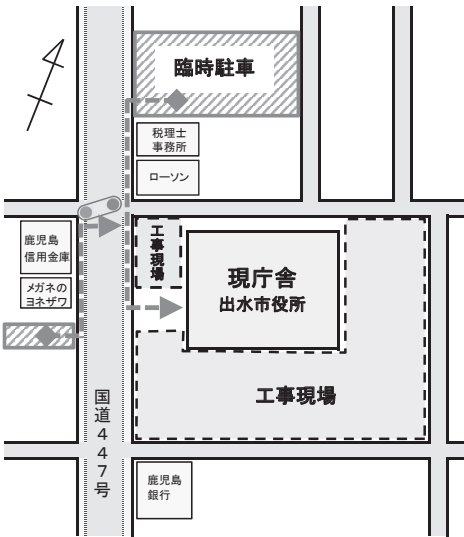 臨時駐車
税理士
事務所
ローソン
鹿児島
信用金庫
メガネの
ヨネザワ
工事現場
現庁舎
出水市役所
工事現場
国道447号
鹿児島
銀行